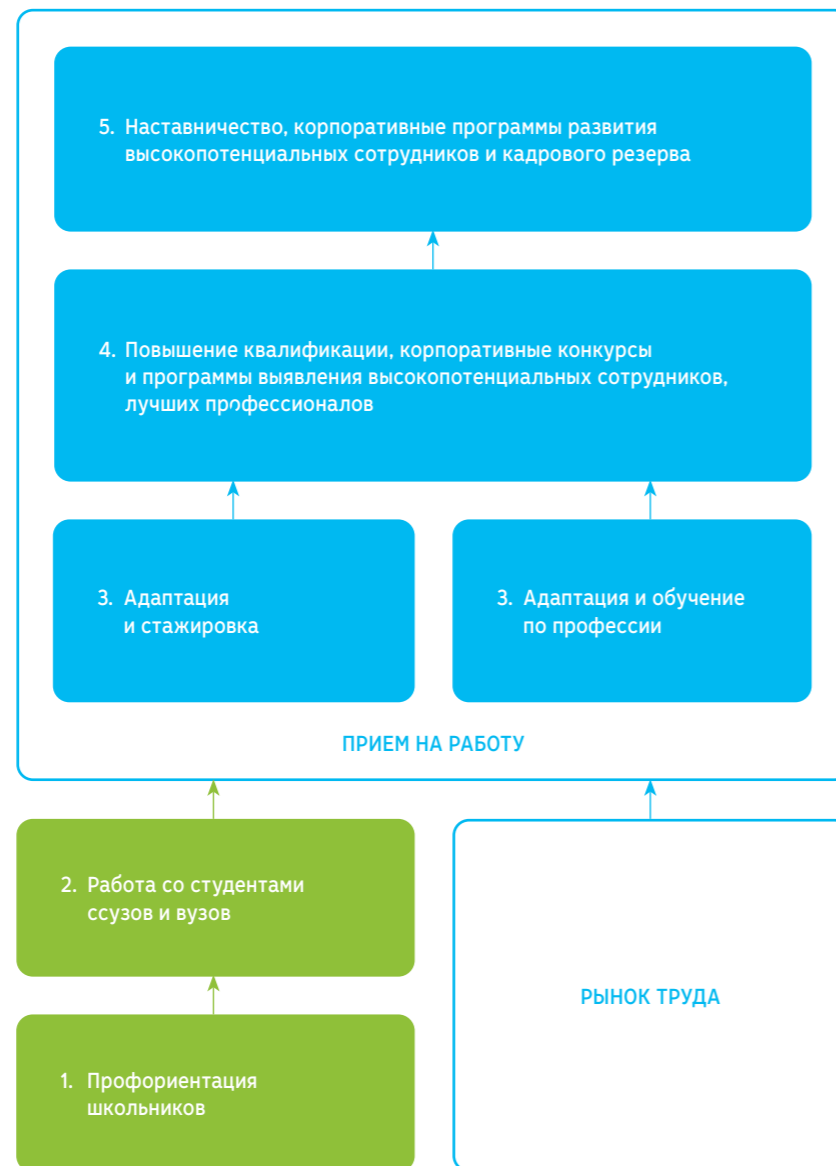 5. Наставничество, корпоративные программы развития
высокопотенциальных сотрудников и кадрового резерва
4. Повышение квалификации, корпоративные конкурсы
и программы выявления высокопотенциальных сотрудников,
лучших профессионалов
3. Адаптация
и стажировка
3. Адаптация и обучение
по профессии
ПРИЕМ НА РАБОТУ
2. Работа со студентами
ссузов и вузов
РЫНОК ТРУДА
1. Профориентация
школьников